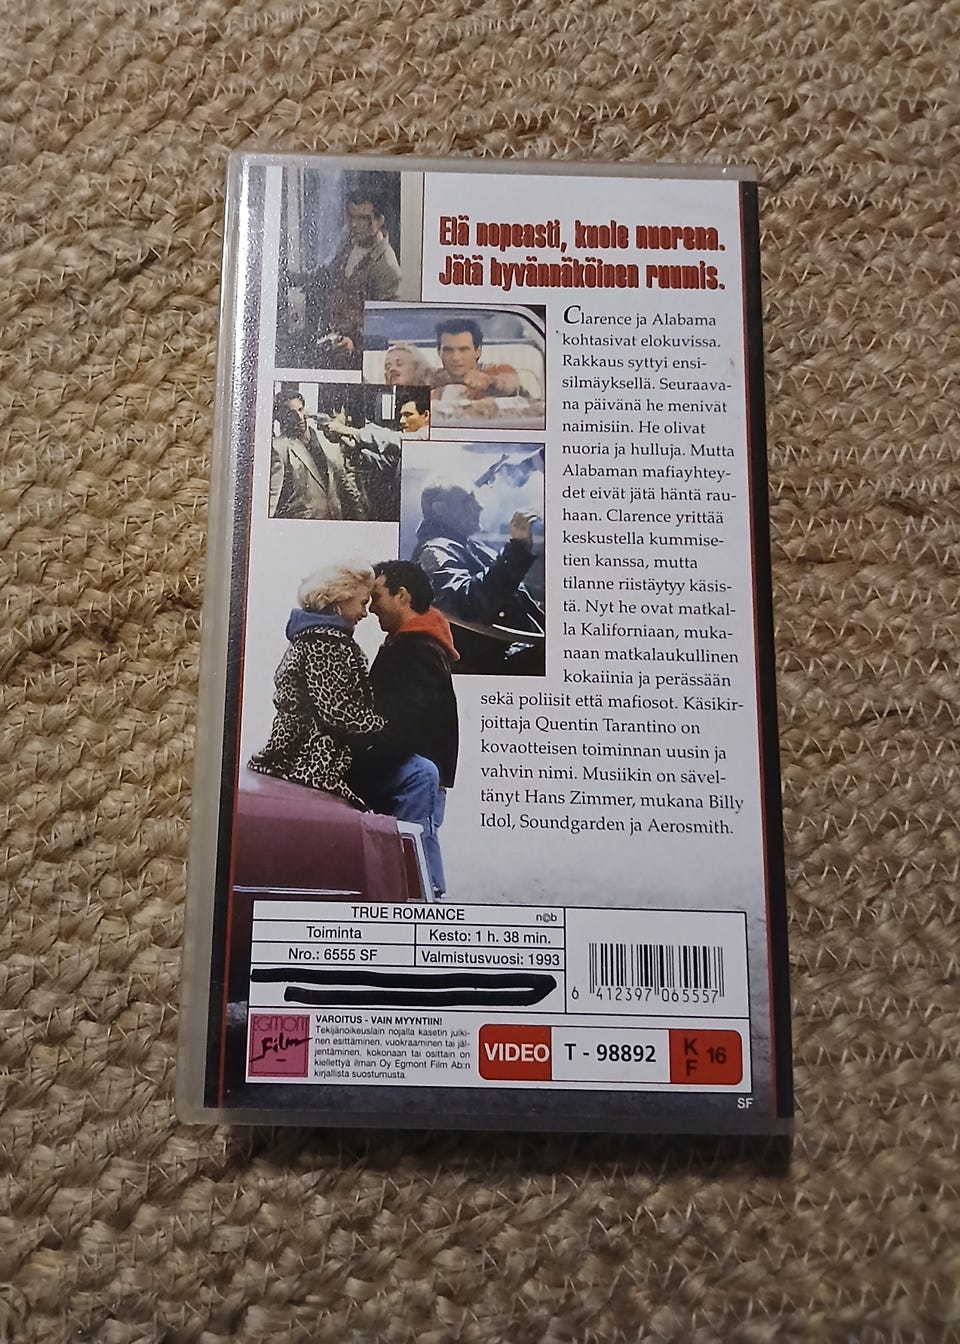 Elä nopeasti, kuole nuorena.
Jätä hyvännäköinen ruumis.
Clarence ja Alabama
kohtasivat elokuvissa.
Rakkaus syttyi ensi-
silmäyksellä. Seuraava-
na päivänä he menivät
naimisiin. He olivat
nuoria ja hulluja. Mutta
Alabaman mafiayhtey-
det eivät jätä häntä rau-
haan. Clarence yrittää
keskustella kummise-
tien kanssa, mutta
tilanne riistäytyy käsis-
tä. Nyt he ovat matkal-
la Kaliforniaan, muka-
naan matkalaukullinen
kokaiinia ja perässään
sekä poliisit että mafiosot. Käsikir-
joittaja Quentin Tarantino on
kovaotteisen toiminnan uusin ja
vahvin nimi. Musiikin on sävel-
tänyt Hans Zimmer, mukana Billy
Idol, Soundgarden ja Aerosmith.
TRUE ROMANCE n©b
Toiminta Kesto: 1 h. 38 min.
Nro.: 6555 SF Valmistusvuosi: 1993
6 412397 065557
EGMONT
Film
VAROITUS - VAIN MYYNTIIN!
Tekijänoikeuslain nojalla kasetin julki-
nen esittäminen, vuokraaminen tai jäl-
jentäminen, kokonaan tai osittain on
kiellettyä ilman Oy Egmont Film Ab:n
kirjallista suostumusta.
VIDEO T - 98892 KF 16
SF